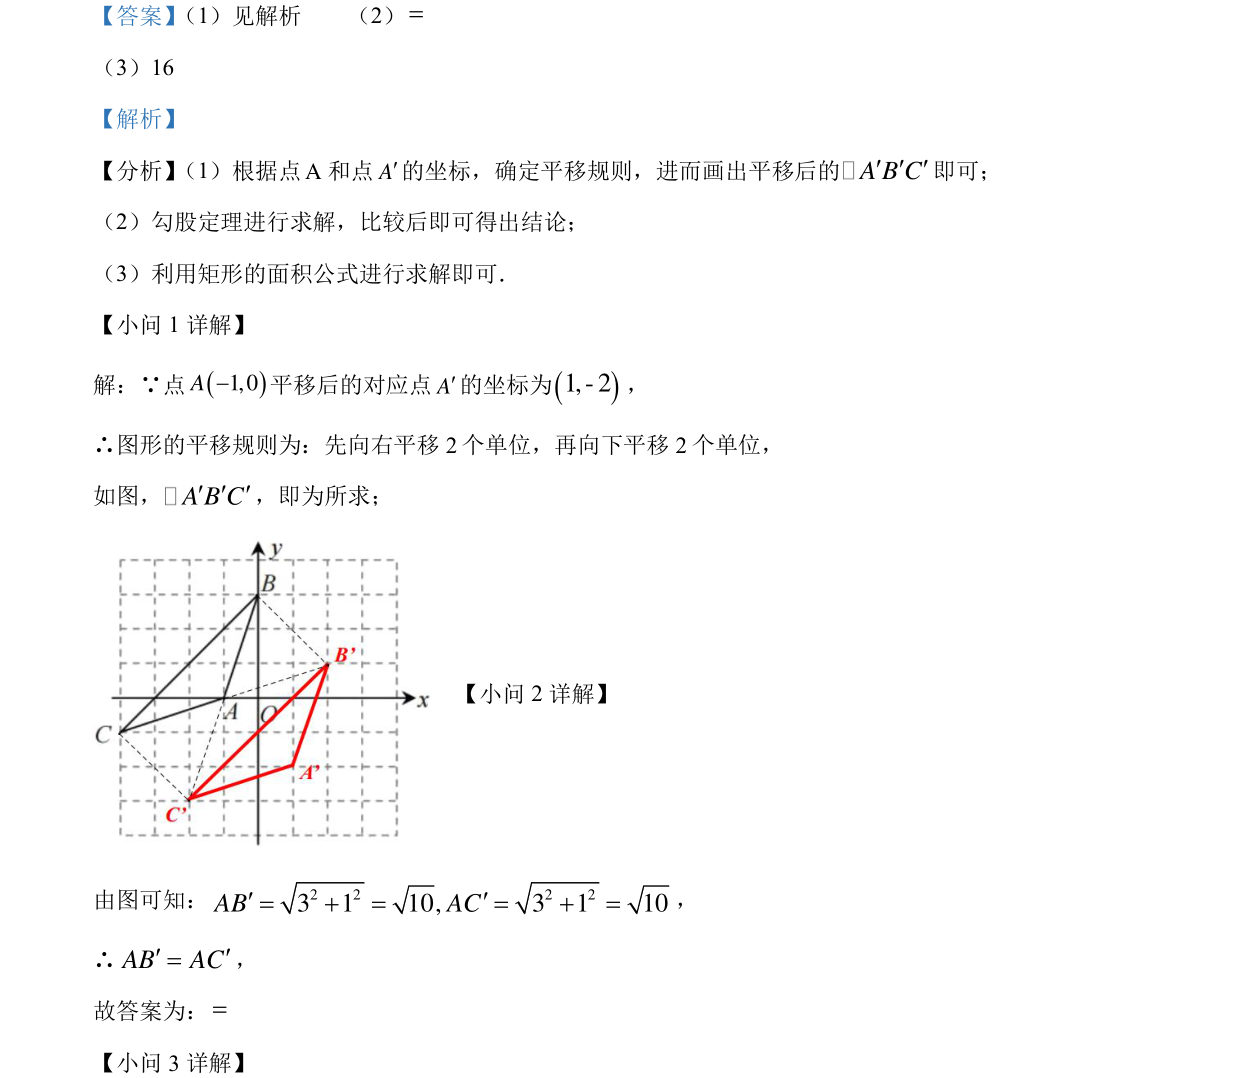 【答案】（1）见解析 （2）=
（3）16
【解析】
【分析】（1）根据点 A 和点 A′ 的坐标，确定平移规则，进而画出平移后的□ A′B′C′ 即可；
（2）勾股定理进行求解，比较后即可得出结论；
（3）利用矩形的面积公式进行求解即可．
【小问 1 详解】
解：∵点 A(−1,0) 平移后的对应点 A′ 的坐标为(1,-2)，
∴图形的平移规则为：先向右平移 2 个单位，再向下平移 2 个单位，
如图，□ A′B′C′，即为所求；
y
B
B’
A
O
x
C
A’
C’
【小问 2 详解】
由图可知：AB′ = √(3² +1²) = √10, AC′ = √(3² +1²) = √10，
∴ AB′ = AC′，
故答案为：=
【小问 3 详解】